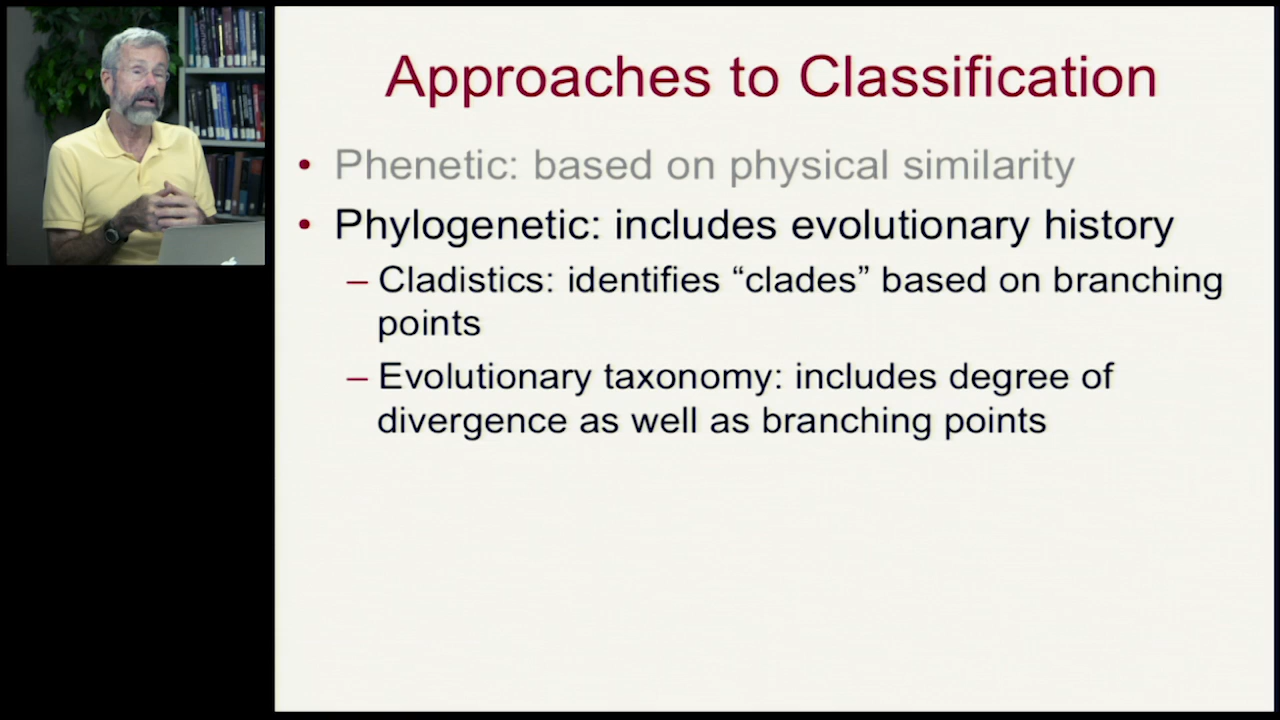 Approaches to Classification
• Phenetic: based on physical similarity
• Phylogenetic: includes evolutionary history
– Cladistics: identifies “clades” based on branching
points
– Evolutionary taxonomy: includes degree of
divergence as well as branching points